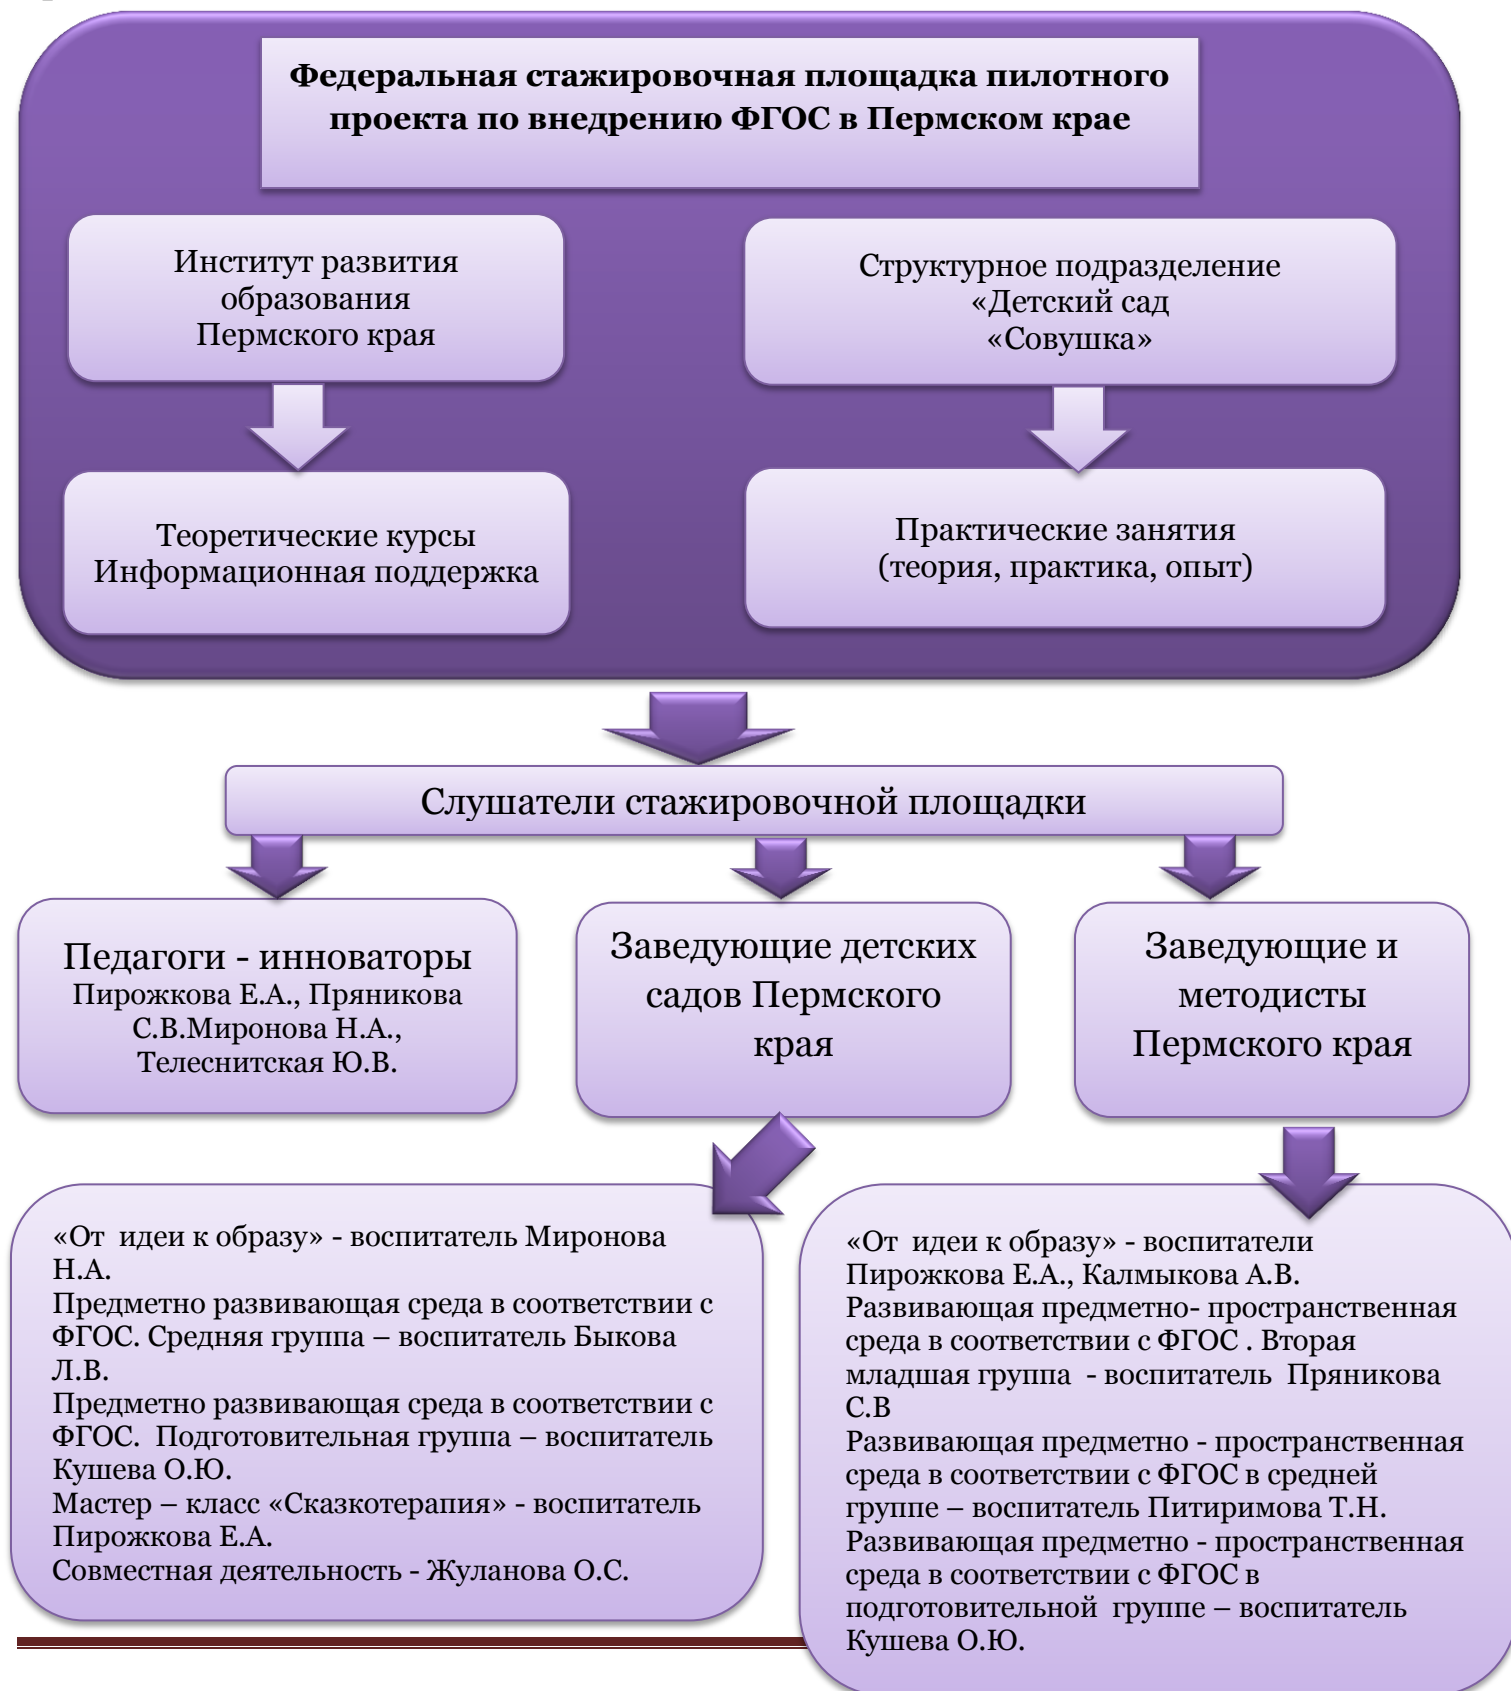 Федеральная стажировочная площадка пилотного
проекта по внедрению ФГОС в Пермском крае
Институт развития
образования
Пермского края
Структурное подразделение
«Детский сад
«Совушка»
Теоретические курсы
Информационная поддержка
Практические занятия
(теория, практика, опыт)
Слушатели стажировочной площадки
Педагоги - инноваторы
Пирожкова Е.А., Пряникова
С.В.Миронова Н.А.,
Телеснитская Ю.В.
Заведующие детских
садов Пермского
края
Заведующие и
методисты
Пермского края
«От  идеи к образу» - воспитатель Миронова
Н.А.
Предметно развивающая среда в соответствии с
ФГОС. Средняя группа – воспитатель Быкова
Л.В.
Предметно развивающая среда в соответствии с
ФГОС.  Подготовительная группа – воспитатель
Кушева О.Ю.
Мастер – класс «Сказкотерапия» - воспитатель
Пирожкова Е.А.
Совместная деятельность - Жуланова О.С.
«От  идеи к образу» - воспитатели
Пирожкова Е.А., Калмыкова А.В.
Развивающая предметно- пространственная
среда в соответствии с ФГОС . Вторая
младшая группа  - воспитатель  Пряникова
С.В
Развивающая предметно - пространственная
среда в соответствии с ФГОС в средней
группе – воспитатель Питиримова Т.Н.
Развивающая предметно - пространственная
среда в соответствии с ФГОС в
подготовительной  группе – воспитатель
Кушева О.Ю.